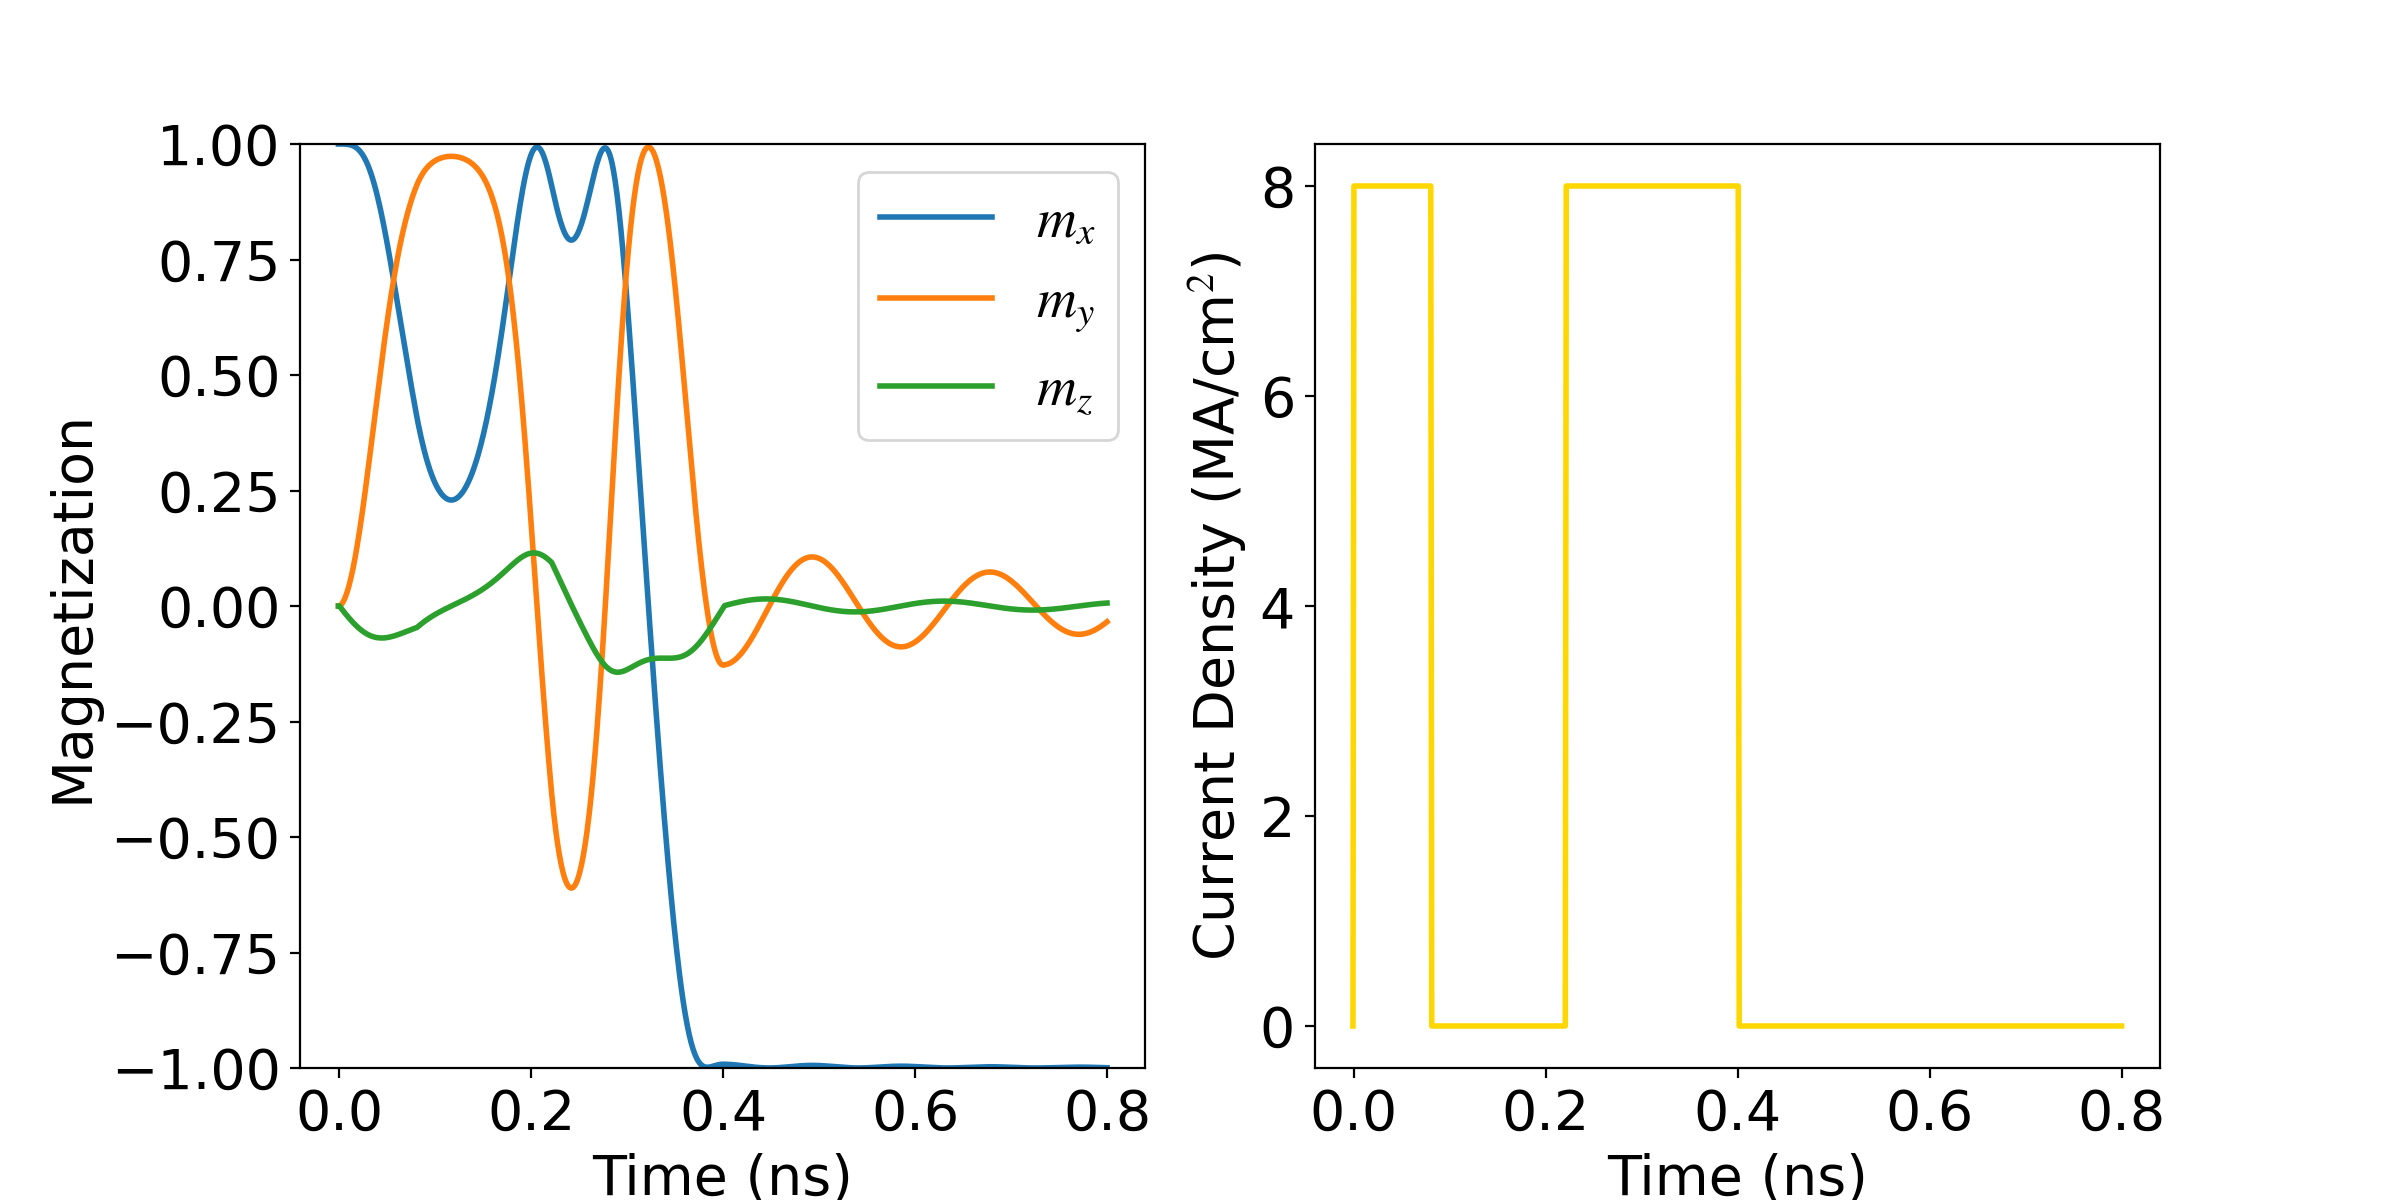 Magnetization
1.00
0.75
0.50
0.25
0.00
−0.25
−0.50
−0.75
−1.00
0.0 0.2 0.4 0.6 0.8
Time (ns)
mₓ
m_y
m_z
Current Density (MA/cm²)
8
6
4
2
0
0.0 0.2 0.4 0.6 0.8
Time (ns)